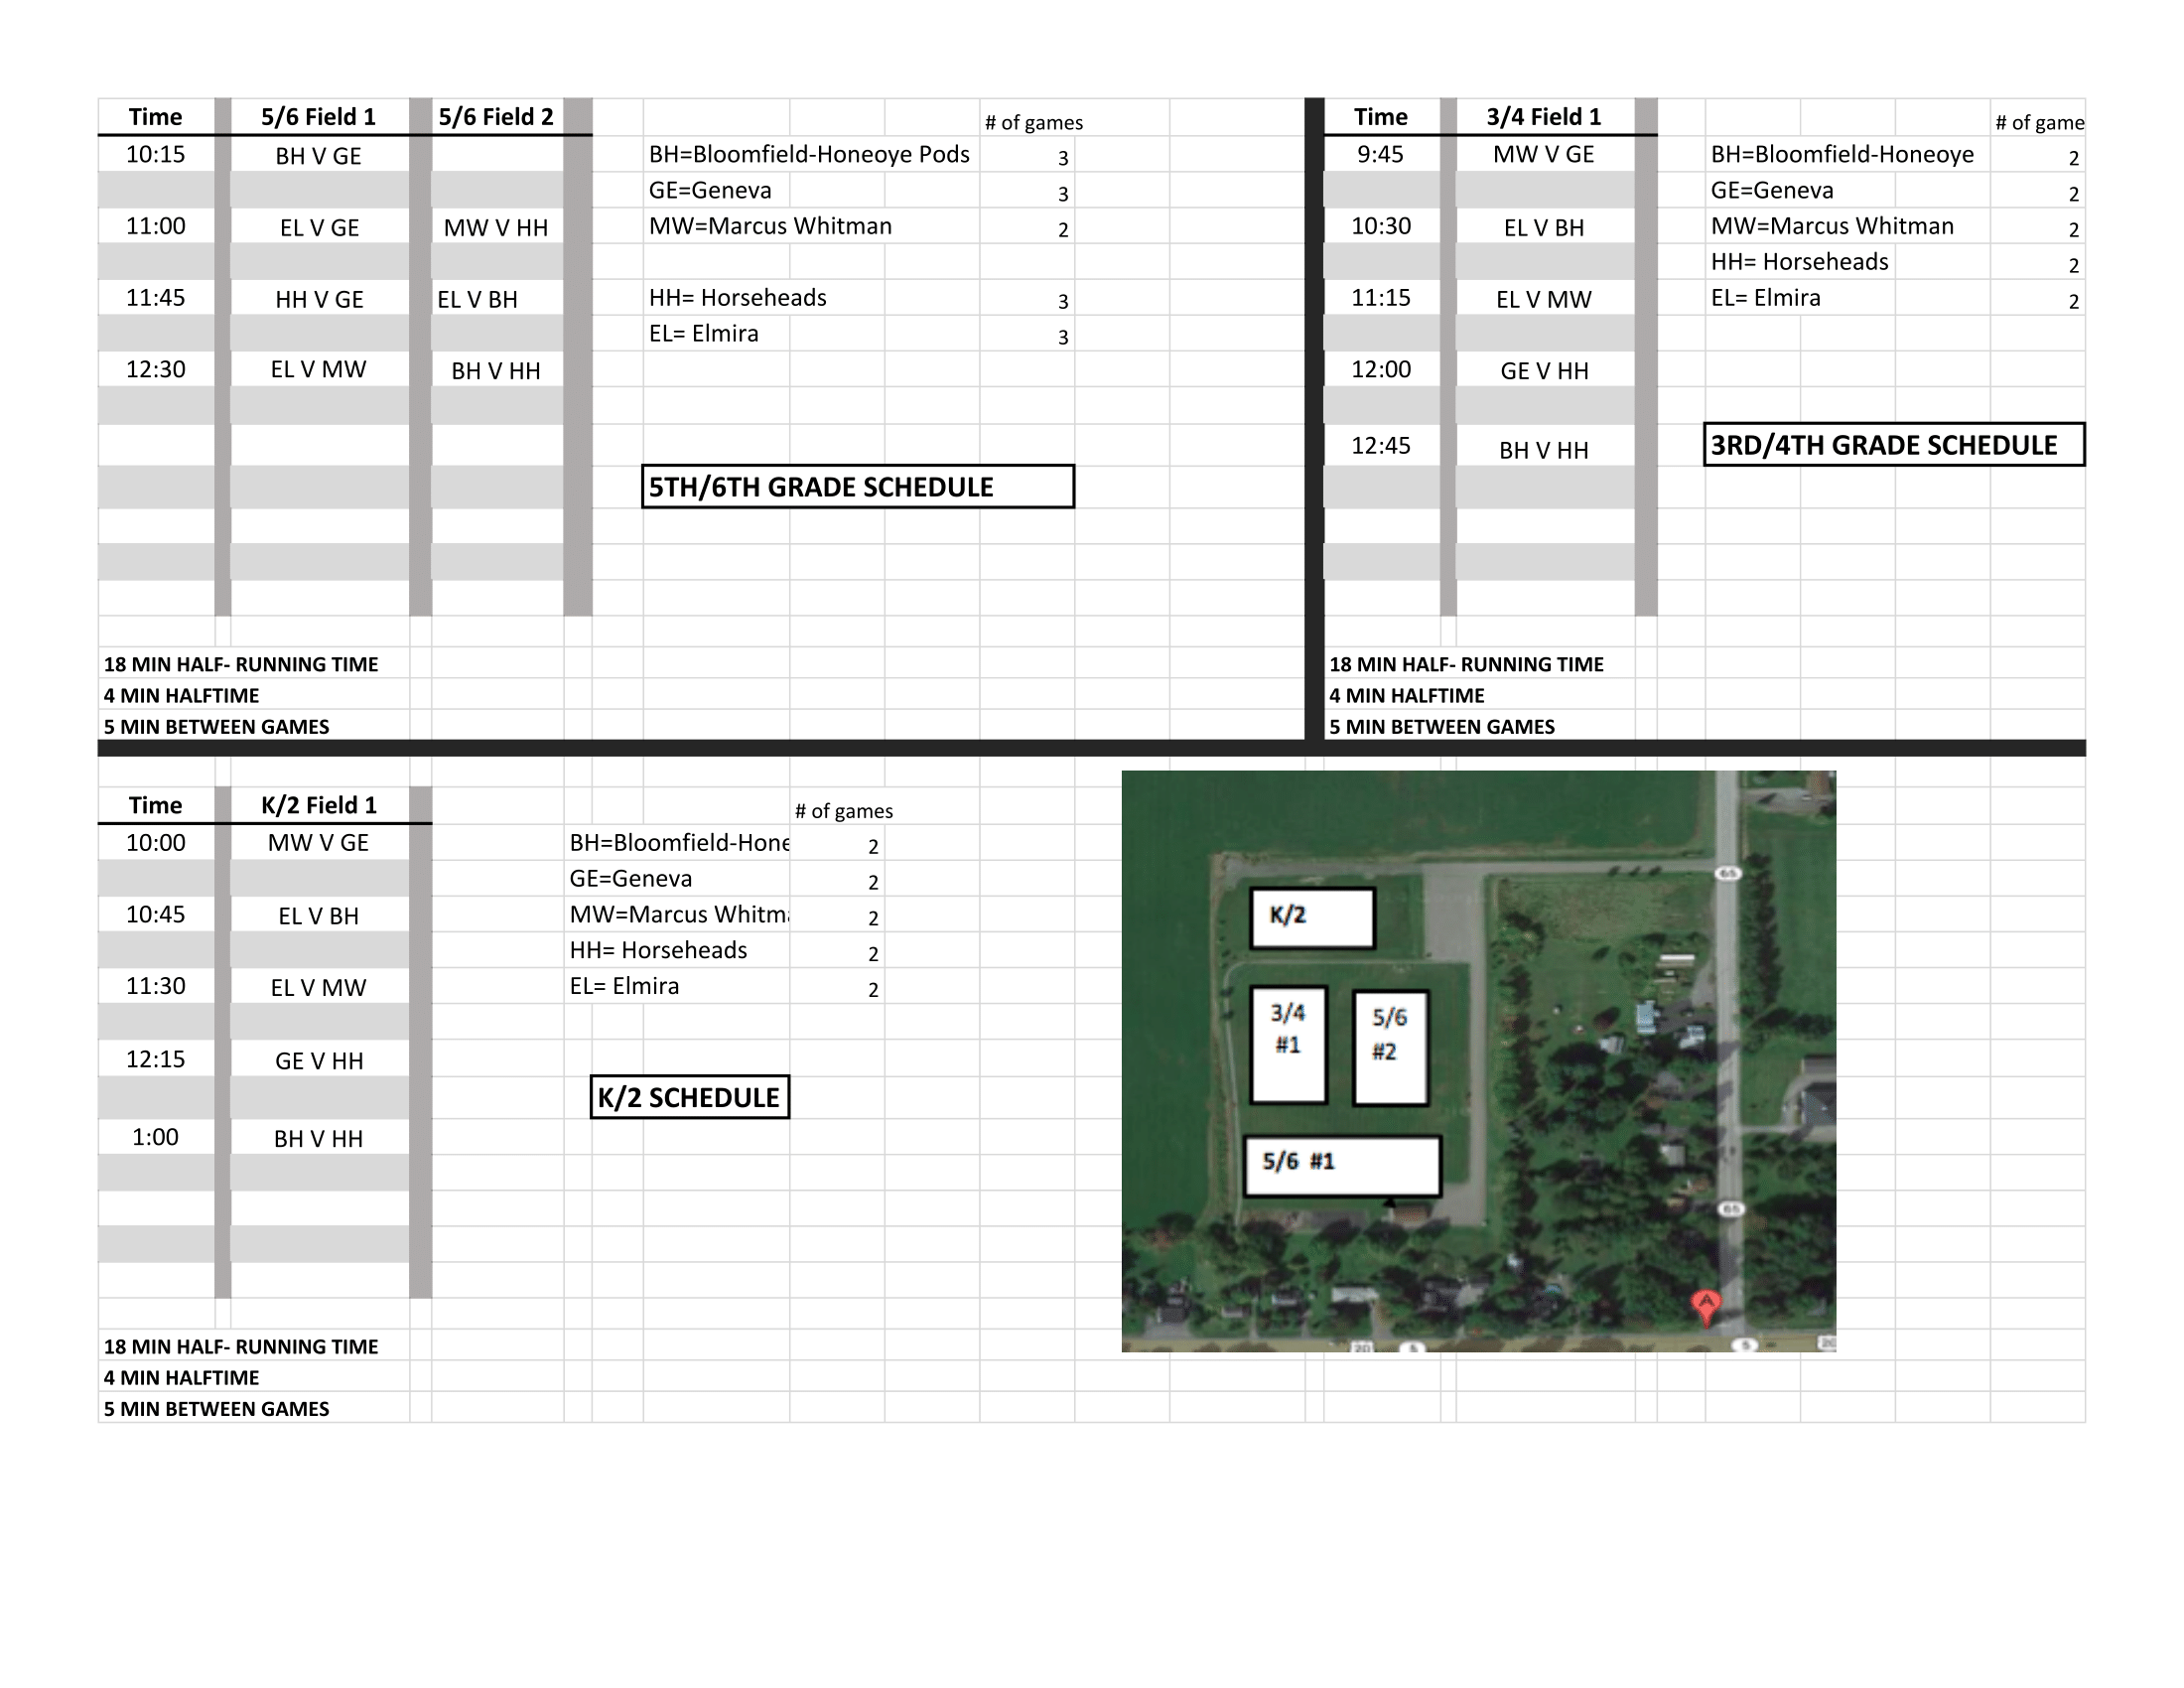 Time 5/6 Field 1 5/6 Field 2 # of games
10:15 BH V GE BH=Bloomfield-Honeoye Pods 3
GE=Geneva 3
11:00 EL V GE MW V HH MW=Marcus Whitman 2
11:45 HH V GE EL V BH HH= Horseheads 3
EL= Elmira 3
12:30 EL V MW BH V HH
5TH/6TH GRADE SCHEDULE
18 MIN HALF- RUNNING TIME
4 MIN HALFTIME
5 MIN BETWEEN GAMES
Time 3/4 Field 1 # of game
9:45 MW V GE BH=Bloomfield-Honeoye 2
GE=Geneva 2
10:30 EL V BH MW=Marcus Whitman 2
HH= Horseheads 2
11:15 EL V MW EL= Elmira 2
12:00 GE V HH
12:45 BH V HH 3RD/4TH GRADE SCHEDULE
18 MIN HALF- RUNNING TIME
4 MIN HALFTIME
5 MIN BETWEEN GAMES
Time K/2 Field 1 # of games
10:00 MW V GE BH=Bloomfield-Hone 2
GE=Geneva 2
10:45 EL V BH MW=Marcus Whitm 2
HH= Horseheads 2
11:30 EL V MW EL= Elmira 2
12:15 GE V HH
K/2 SCHEDULE
1:00 BH V HH
18 MIN HALF- RUNNING TIME
4 MIN HALFTIME
5 MIN BETWEEN GAMES
65
K/2
3/4
#1
5/6
#2
5/6 #1
65
A
20 5 5 20